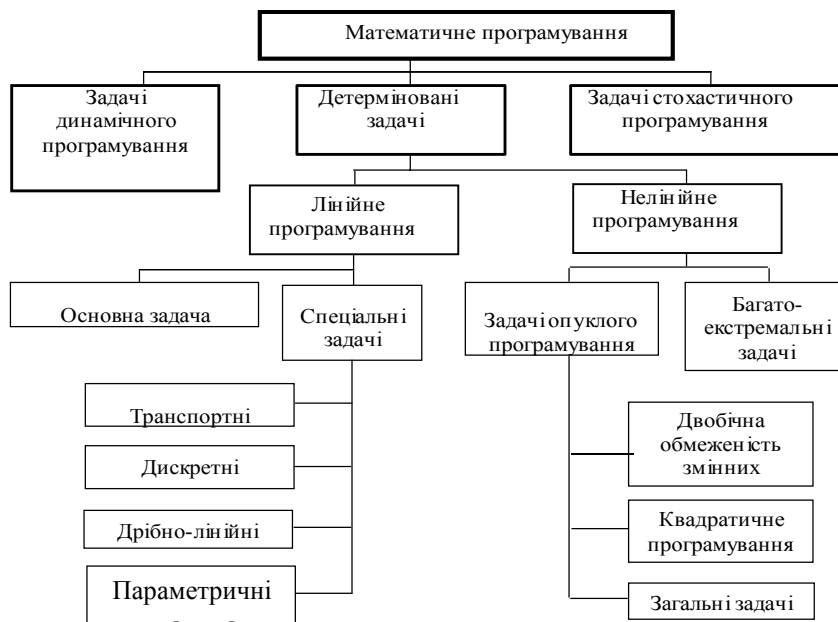 Математичне програмування
Задачі
динамічного
програмування
Детерміновані
задачі
Задачі стохастичного
програмування
Лінійне
програмування
Нелінійне
програмування
Основна задача
Спеціальні
задачі
Задачі опуклого
програмування
Багато-
екстремальні
задачі
Транспортні
Дискретні
Дрібно-лінійні
Параметричні
Двобічна
обмеженість
змінних
Квадратичне
програмування
Загальні задачі